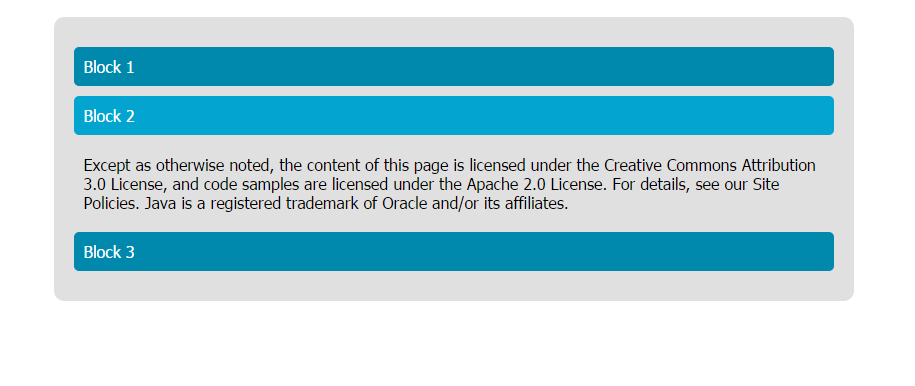 Block 1
Block 2
Except as otherwise noted, the content of this page is licensed under the Creative Commons Attribution
3.0 License, and code samples are licensed under the Apache 2.0 License. For details, see our Site
Policies. Java is a registered trademark of Oracle and/or its affiliates.
Block 3